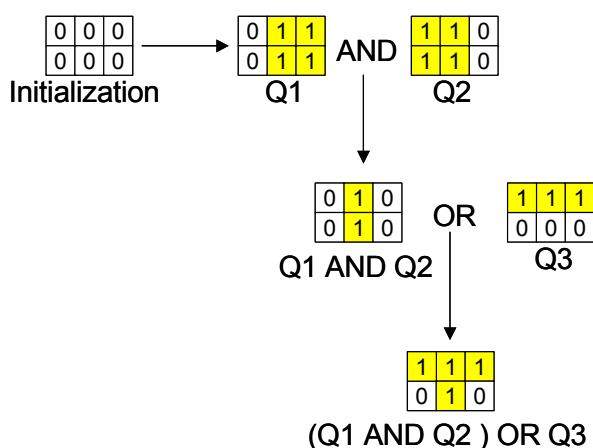 0 0 0
0 0 0
Initialization
0 1 1
0 1 1
Q1
AND
1 1 0
1 1 0
Q2
0 1 0
0 1 0
Q1 AND Q2
OR
1 1 1
0 0 0
Q3
1 1 1
0 1 0
(Q1 AND Q2 ) OR Q3